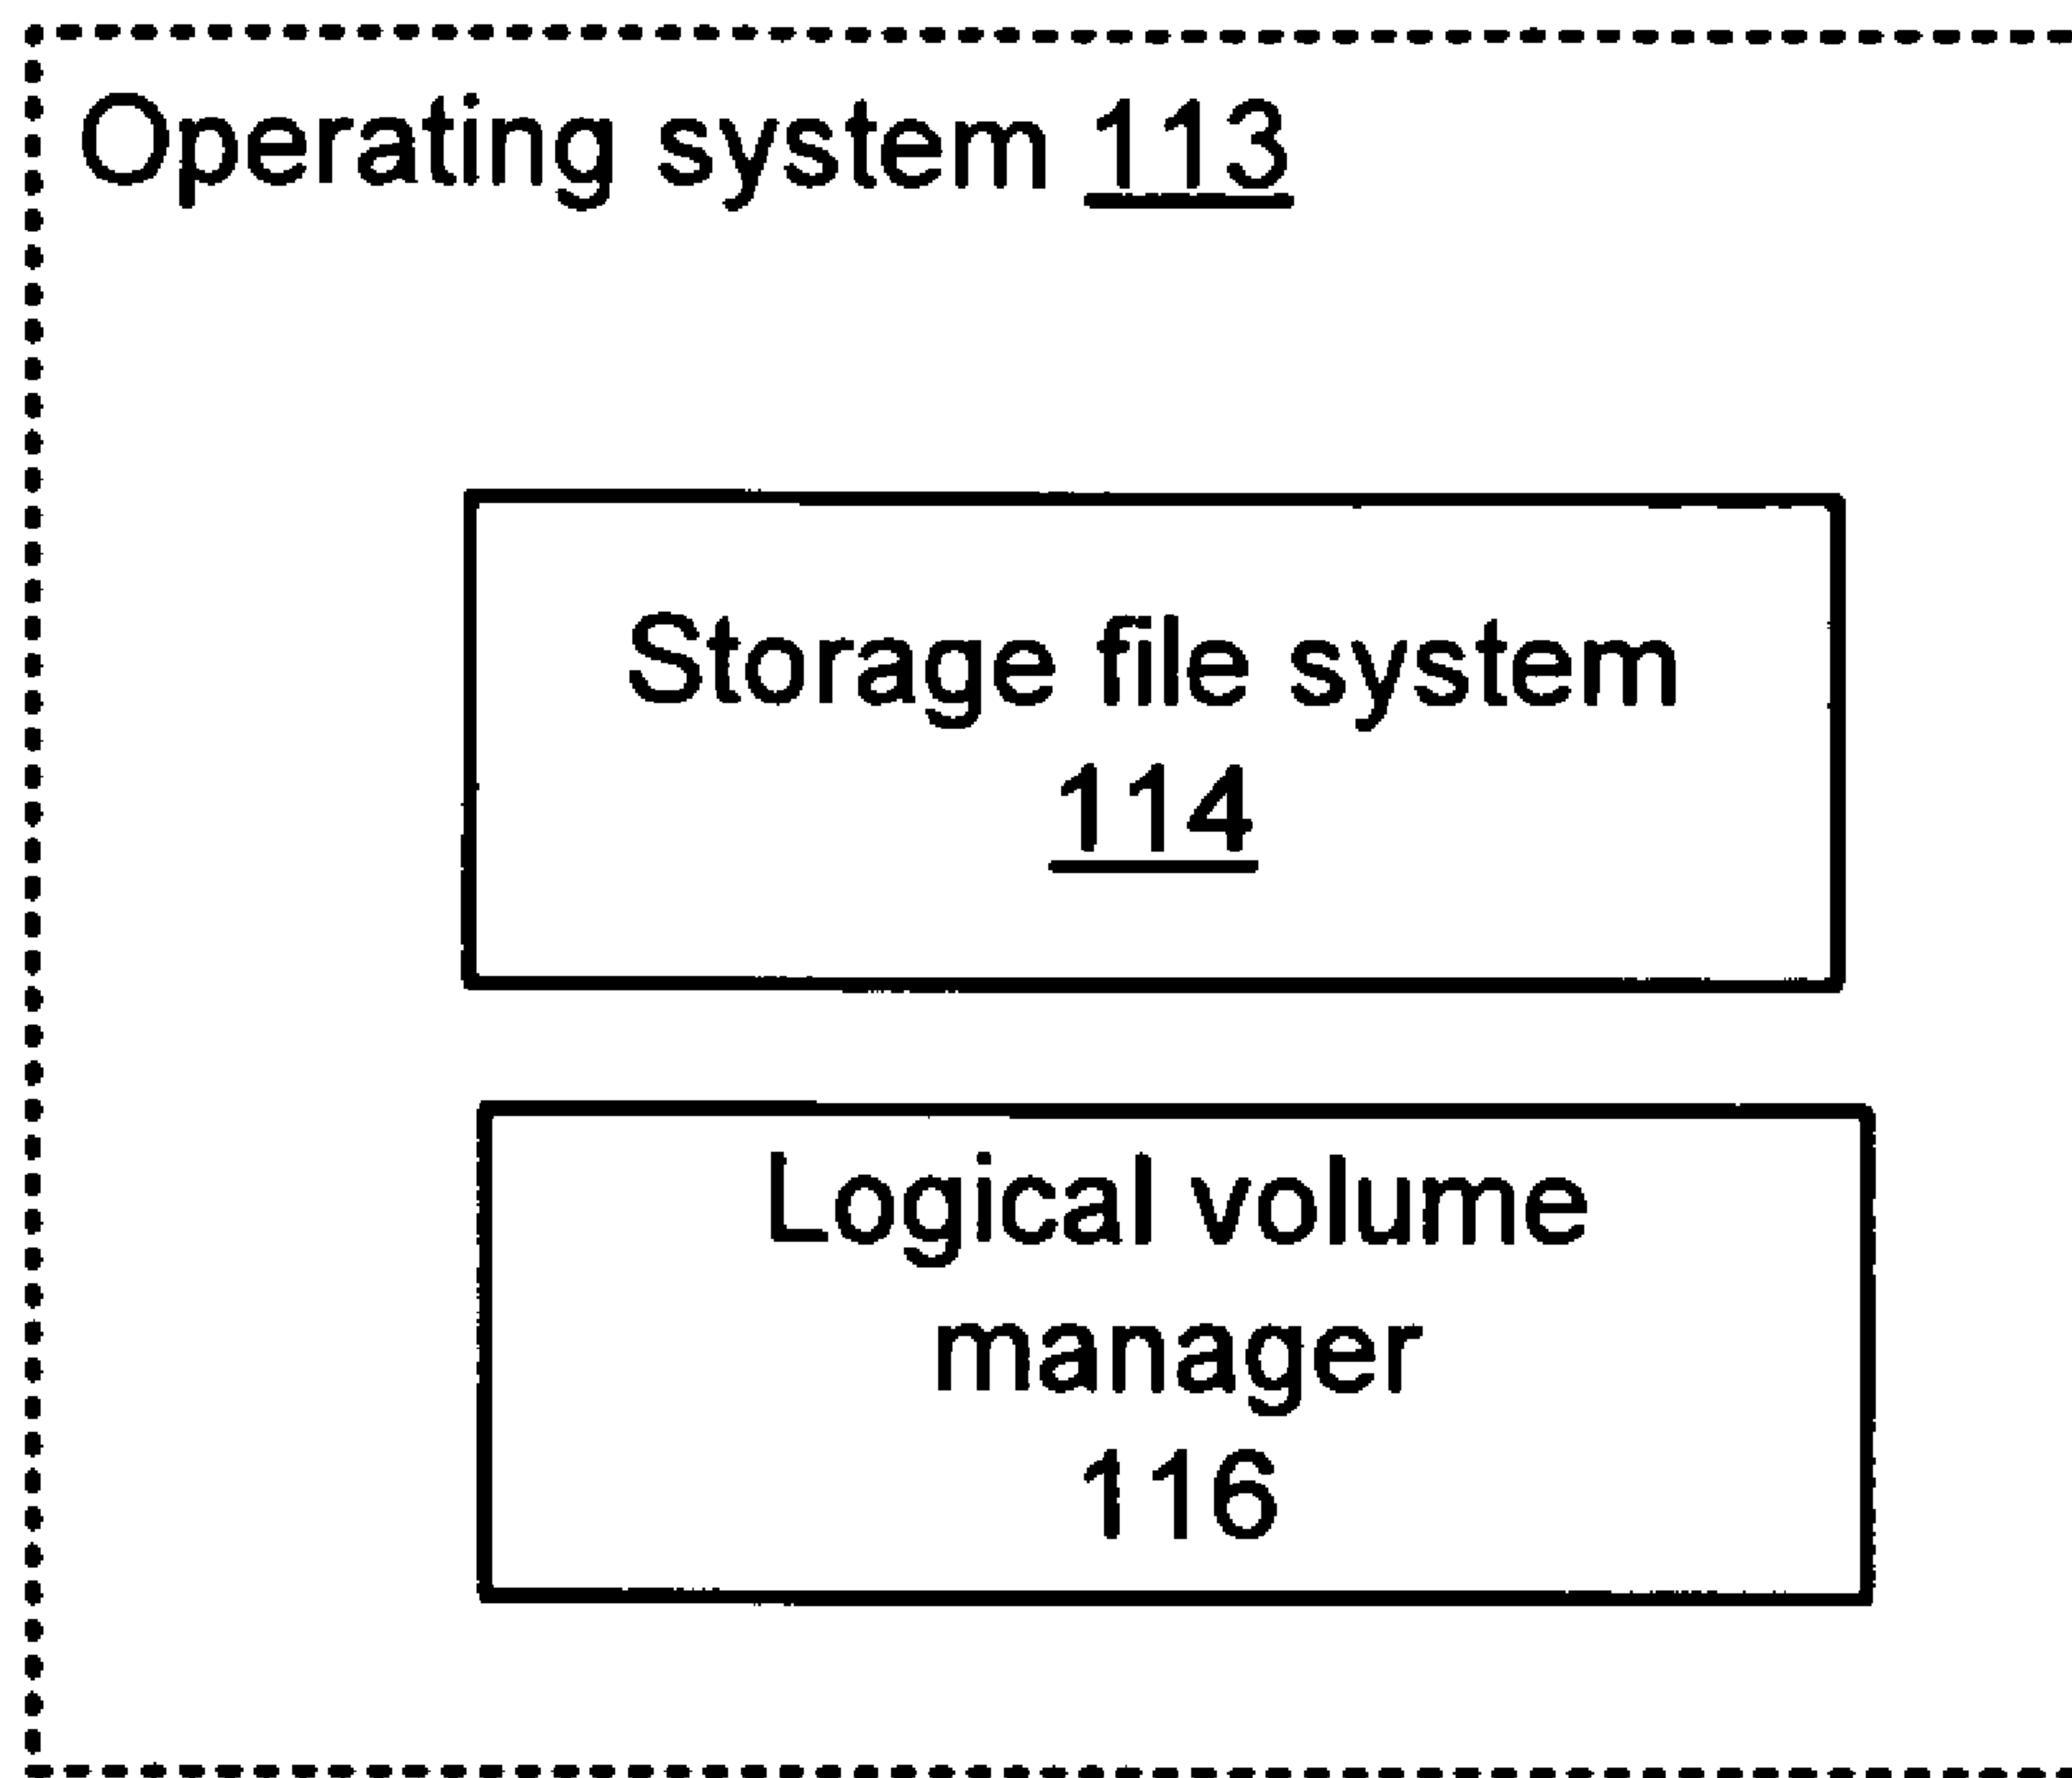 Operating system 113
Storage file system
114
Logical volume
manager
116